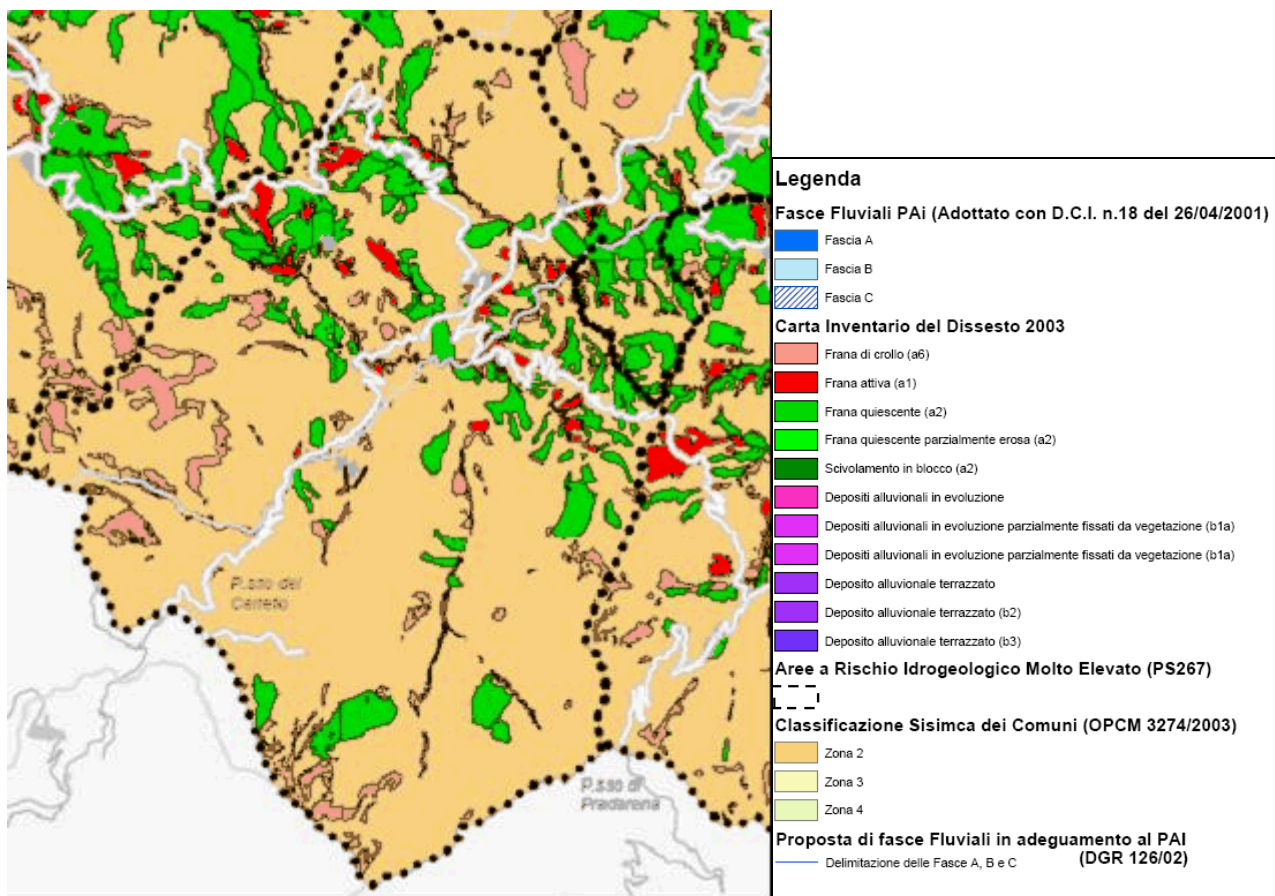 P.sso del
Cerreto
P.sso di
Pradarena
Legenda
Fasce Fluviali PAi (Adottato con D.C.I. n.18 del 26/04/2001)
Fascia A
Fascia B
Fascia C
Carta Inventario del Dissesto 2003
Frana di crollo (a6)
Frana attiva (a1)
Frana quiescente (a2)
Frana quiescente parzialmente erosa (a2)
Scivolamento in blocco (a2)
Depositi alluvionali in evoluzione
Depositi alluvionali in evoluzione parzialmente fissati da vegetazione (b1a)
Depositi alluvionali in evoluzione parzialmente fissati da vegetazione (b1a)
Deposito alluvionale terrazzato
Deposito alluvionale terrazzato (b2)
Deposito alluvionale terrazzato (b3)
Aree a Rischio Idrogeologico Molto Elevato (PS267)
Classificazione Sisimca dei Comuni (OPCM 3274/2003)
Zona 2
Zona 3
Zona 4
Proposta di fasce Fluviali in adeguamento al PAI
(DGR 126/02)
Delimitazione delle Fasce A, B e C